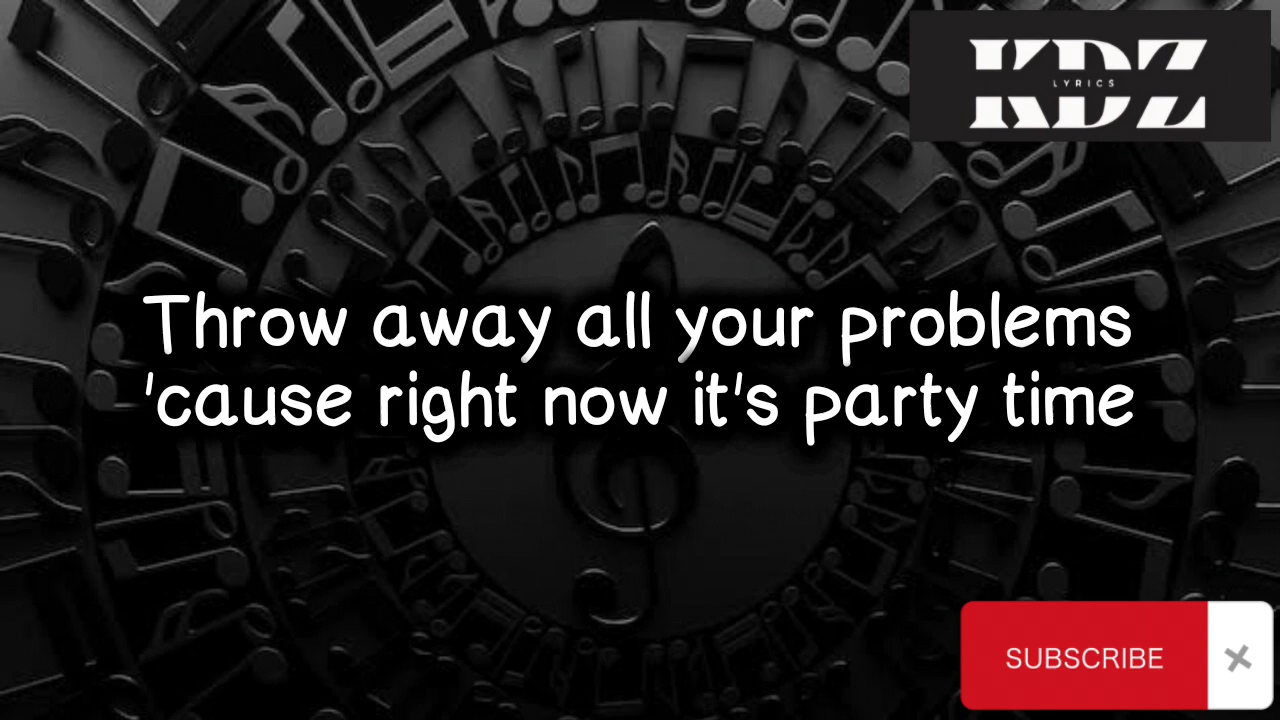 KDZ
LYRICS
Throw away all your problems
'cause right now it's party time
SUBSCRIBE